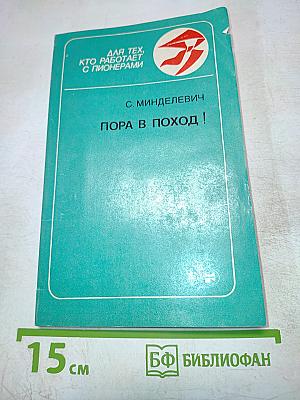 ДЛЯ ТЕХ,
КТО РАБОТАЕТ
С ПИОНЕРАМИ
С. МИНДЕЛЕВИЧ
ПОРА В ПОХОД!
15 см
БФ БИБЛИОФАН